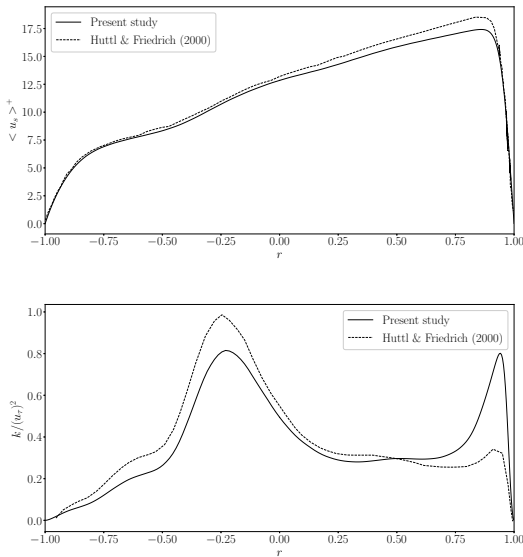 17.5
15.0
12.5
10.0
7.5
5.0
2.5
0.0
< u_s >^+
Present study
Huttl & Friedrich (2000)
−1.00 −0.75 −0.50 −0.25 0 0.25 0.50 0.75 1.00
r
1.0
0.8
0.6
0.4
0.2
0.0
k/(u_τ)^2
Present study
Huttl & Friedrich (2000)
−1.00 −0.75 −0.50 −0.25 0 0.25 0.50 0.75 1.00
r